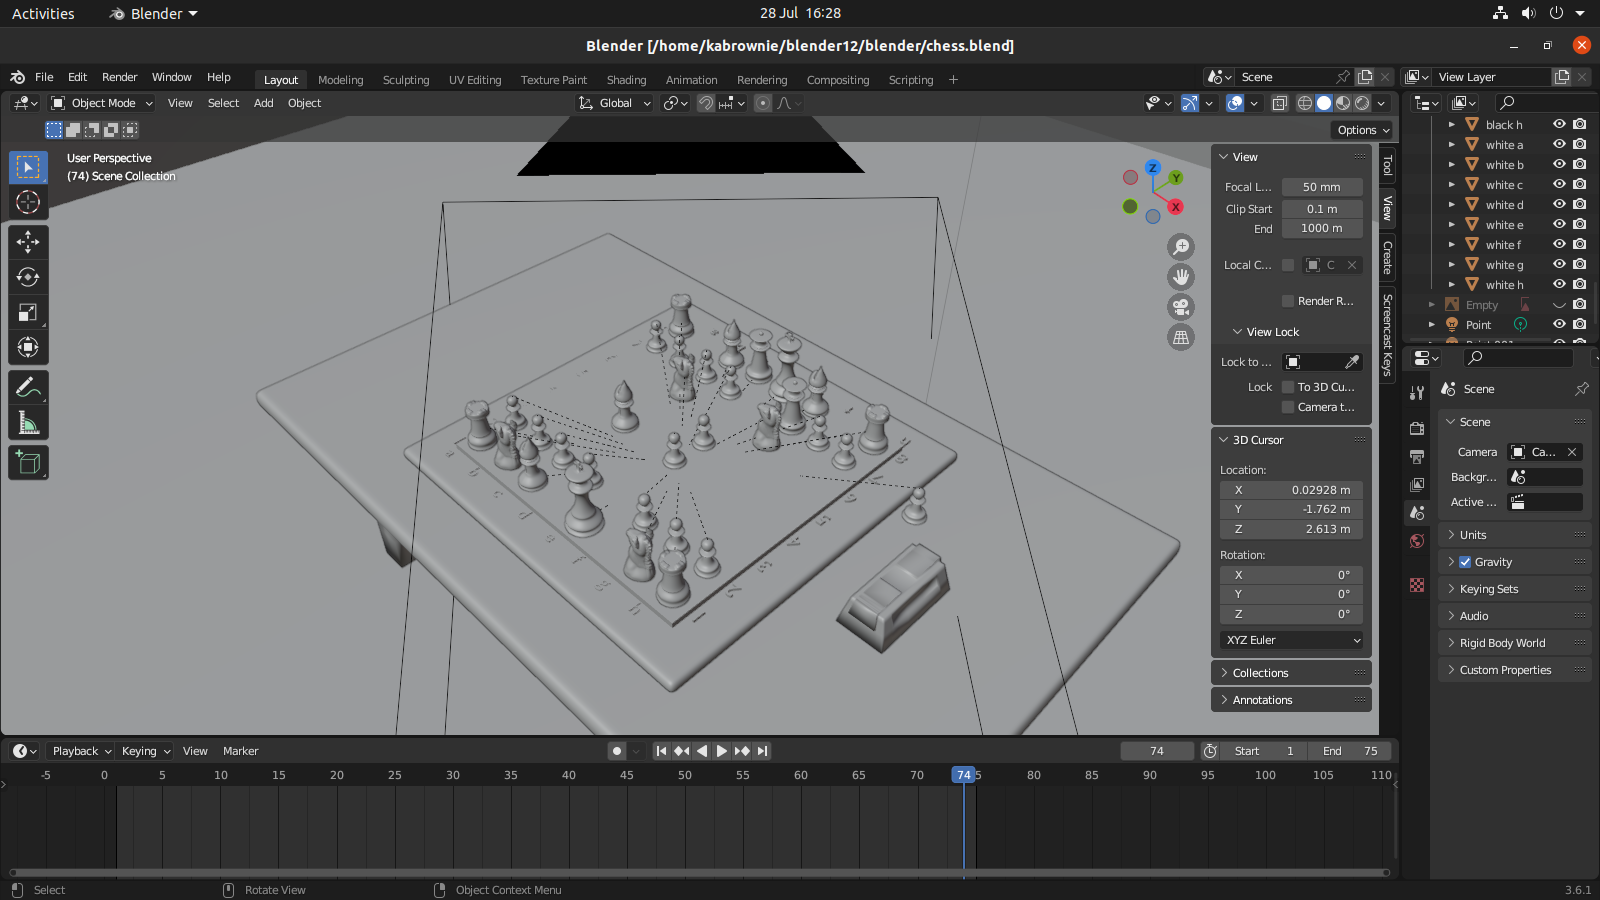 Activities
Blender
28 Jul 16:28
Blender [/home/kabrownie/blender12/blender/chess.blend]
File Edit Render Window Help
Layout Modeling Sculpting UV Editing Texture Paint Shading Animation Rendering Compositing Scripting +
Scene
View Layer
Object Mode View Select Add Object
Global
Options
User Perspective
(74) Scene Collection
Z
Y
X
Tool
View
Create
Screencast Keys
View
Focal L... 50 mm
Clip Start 0.1 m
End 1000 m
Local C... C
Render R...
View Lock
Lock to ...
Lock To 3D Cu...
Camera t...
3D Cursor
Location:
X 0.02928 m
Y -1.762 m
Z 2.613 m
Rotation:
X 0°
Y 0°
Z 0°
XYZ Euler
Collections
Annotations
black h
white a
white b
white c
white d
white e
white f
white g
white h
Empty
Point
Scene
Scene
Camera Ca...
Backgr...
Active ...
Units
Gravity
Keying Sets
Audio
Rigid Body World
Custom Properties
Playback Keying View Marker
74
Start 1
End 75
-5 0 5 10 15 20 25 30 35 40 45 50 55 60 65 70 74 5 80 85 90 95 100 105 110
Select
Rotate View
Object Context Menu
3.6.1